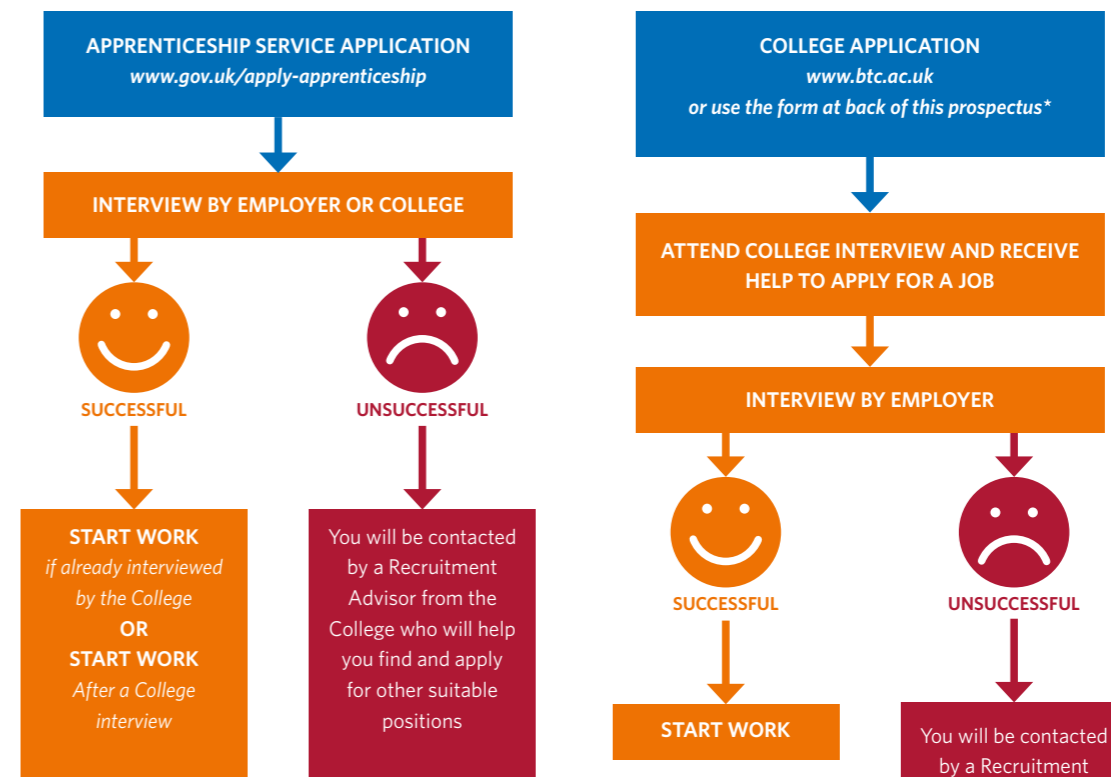 APPRENTICESHIP SERVICE APPLICATION
www.gov.uk/apply-apprenticeship
INTERVIEW BY EMPLOYER OR COLLEGE
SUCCESSFUL
UNSUCCESSFUL
START WORK
if already interviewed
by the College
OR
START WORK
After a College
interview
You will be contacted
by a Recruitment
Advisor from the
College who will help
you find and apply
for other suitable
positions
COLLEGE APPLICATION
www.btc.ac.uk
or use the form at back of this prospectus*
ATTEND COLLEGE INTERVIEW AND RECEIVE
HELP TO APPLY FOR A JOB
INTERVIEW BY EMPLOYER
SUCCESSFUL
UNSUCCESSFUL
START WORK
You will be contacted
by a Recruitment